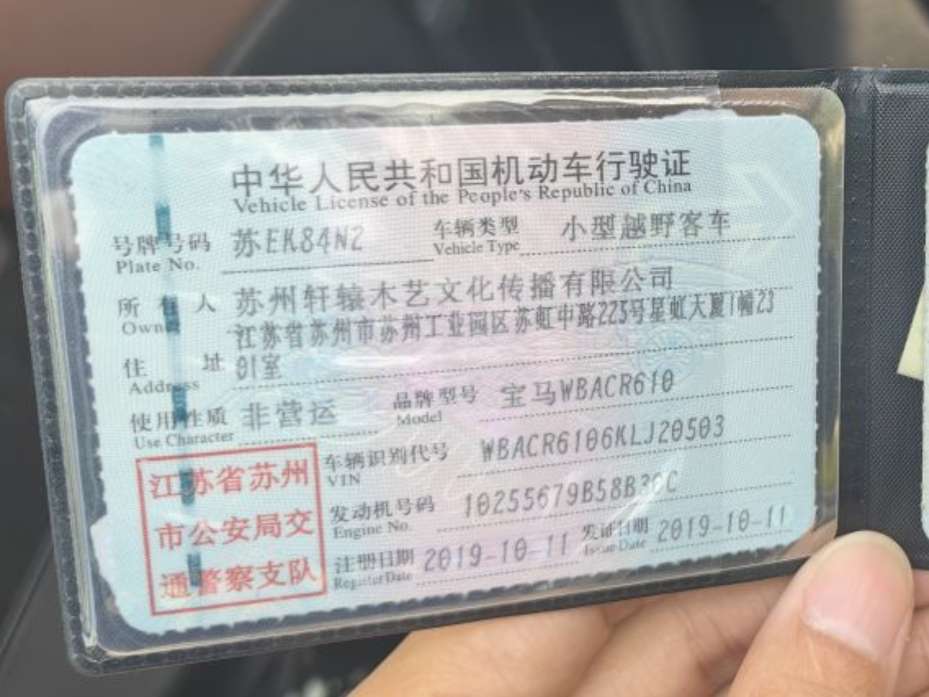 中华人民共和国机动车行驶证
Vehicle License of the People's Republic of China
号牌号码 苏EK84N2 车辆类型 小型越野客车
Plate No. Vehicle Type
所有人 苏州轩辕木艺文化传播有限公司
Owner
江苏省苏州市苏州工业园区苏虹中路225号星虹大厦1幢23
住址 01室
Address
使用性质 非营运 品牌型号 宝马WBACR610
Use Character Model
车辆识别代号 WBACR6106KLJ20503
VIN
发动机号码 10255679B58B30C
Engine No.
注册日期 2019-10-11 发证日期 2019-10-11
Register Date Issue Date
江苏省苏州
市公安局交
通警察支队